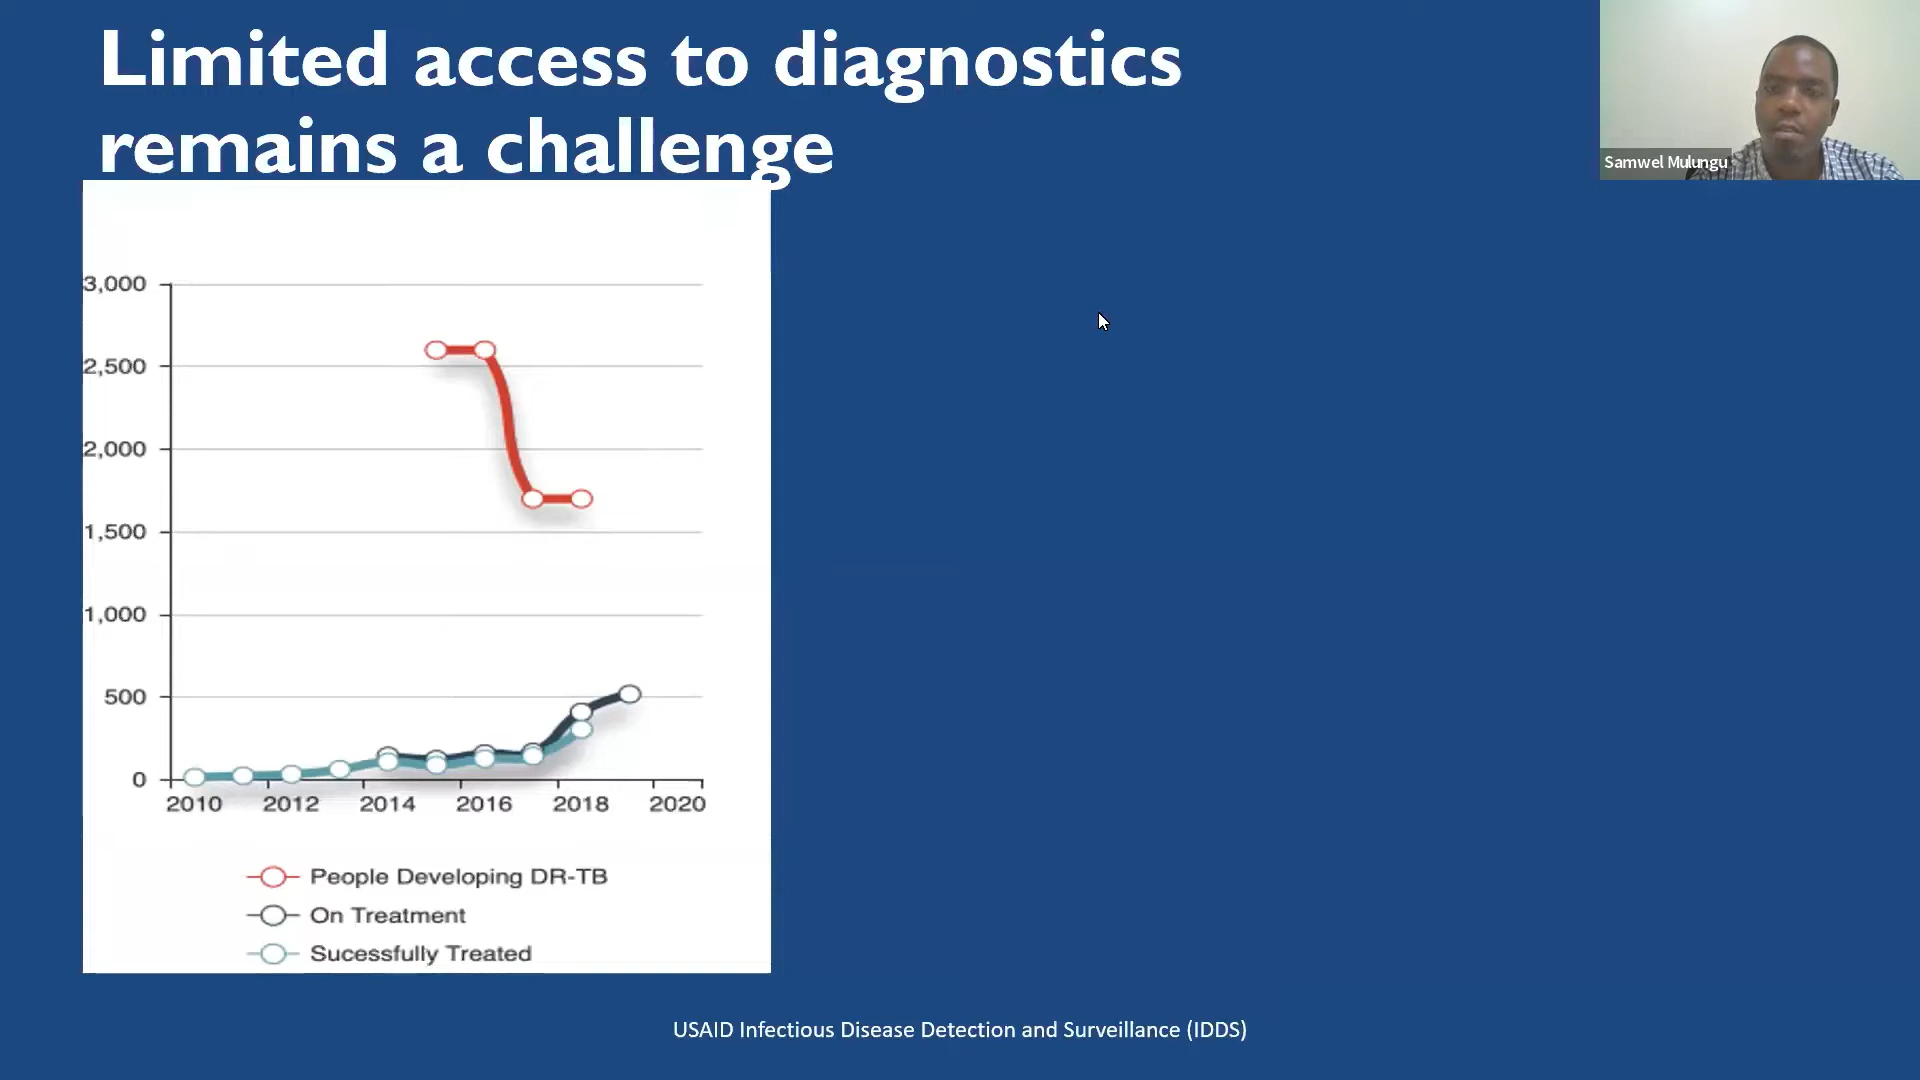 Limited access to diagnostics
remains a challenge
Samwel Mulungu
3,000
2,500
2,000
1,500
1,000
500
0
2010 2012 2014 2016 2018 2020
People Developing DR-TB
On Treatment
Sucessfully Treated
USAID Infectious Disease Detection and Surveillance (IDDS)